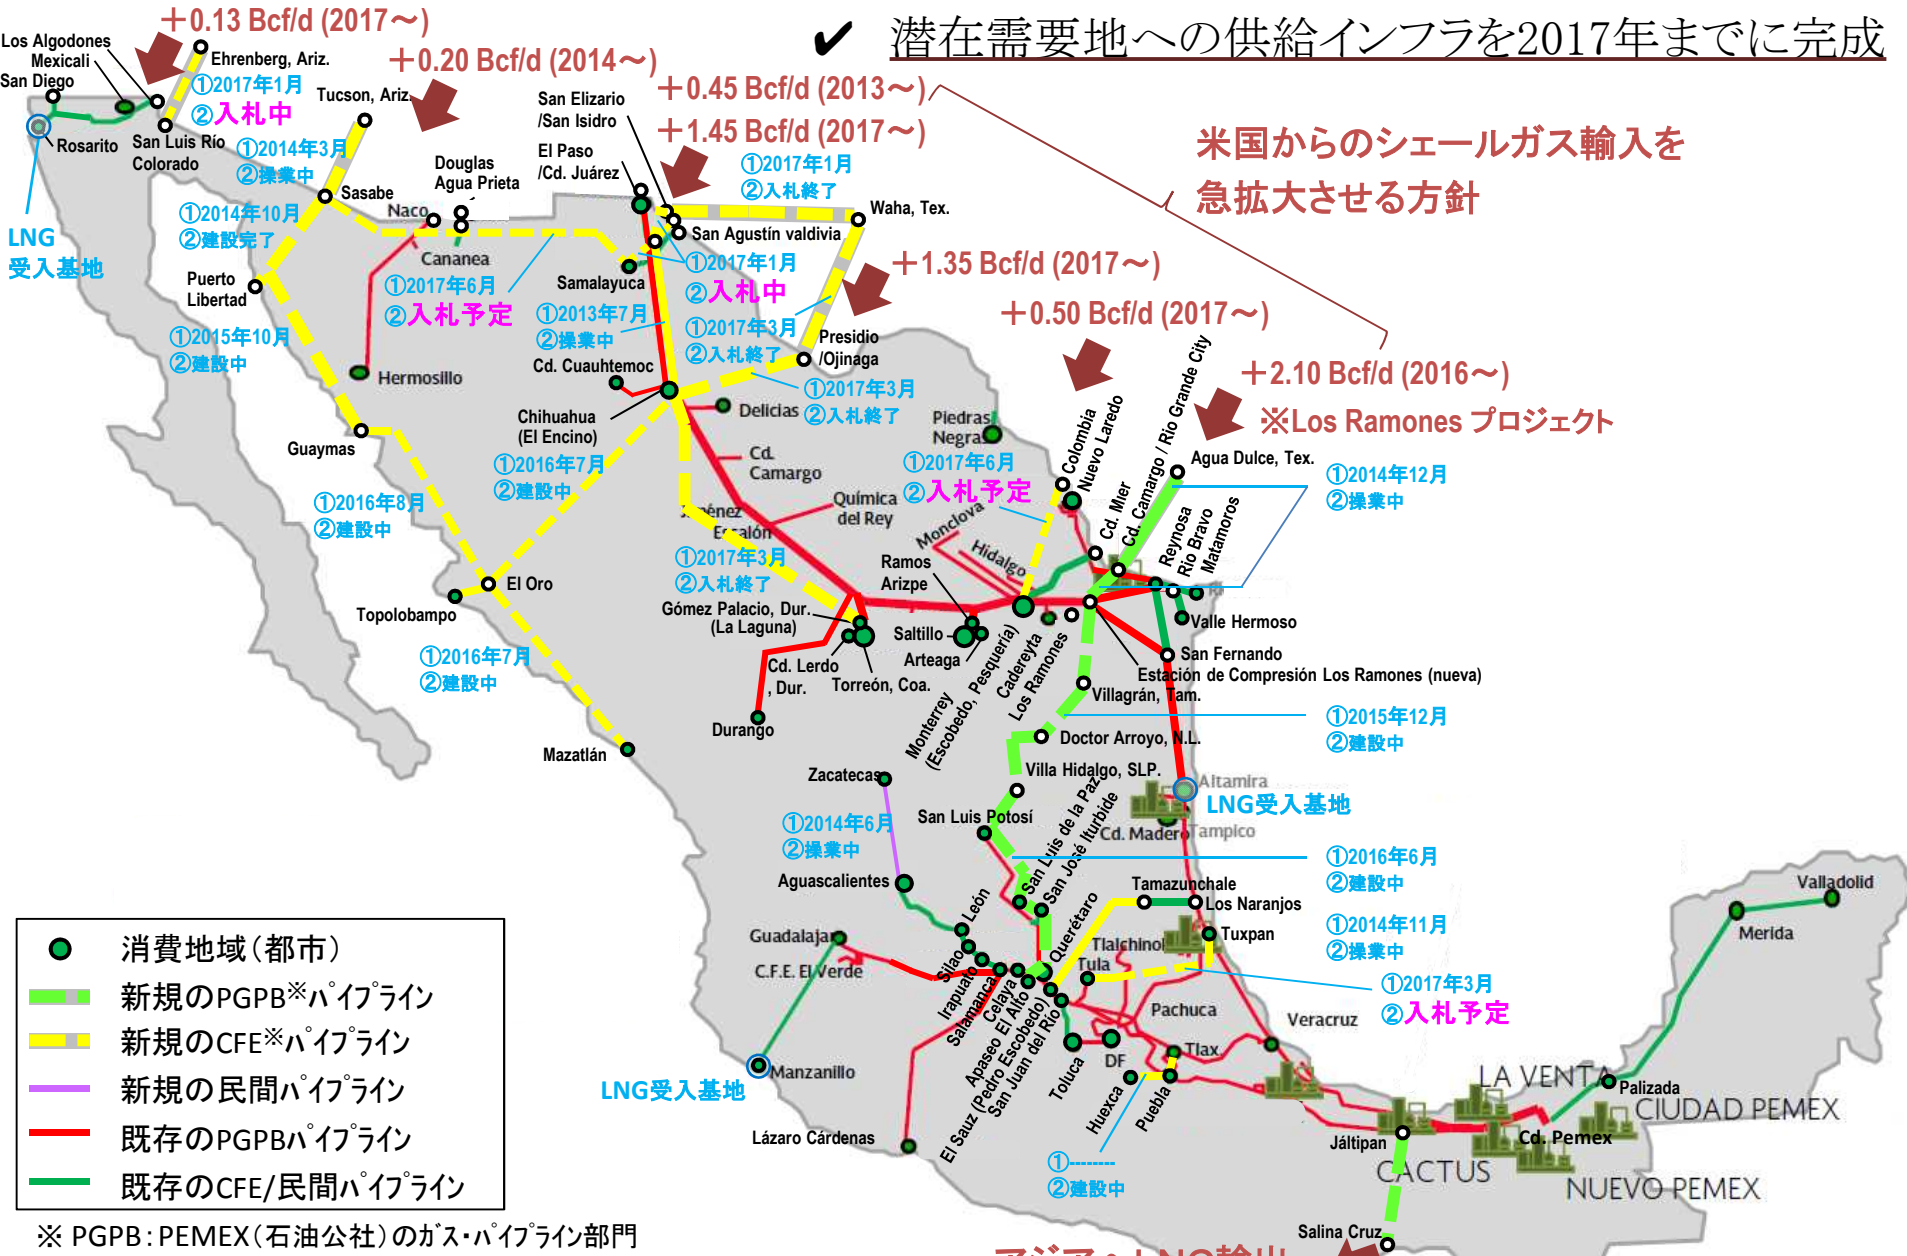 ✔ 潜在需要地への供給インフラを2017年までに完成
+0.13 Bcf/d (2017～)
+0.20 Bcf/d (2014～)
+0.45 Bcf/d (2013～)
+1.45 Bcf/d (2017～)
米国からのシェールガス輸入を
急拡大させる方針
+1.35 Bcf/d (2017～)
+0.50 Bcf/d (2017～)
+2.10 Bcf/d (2016～)
※Los Ramones プロジェクト
Los Algodones
Mexicali
San Diego
Ehrenberg, Ariz.
①2017年1月
②入札中
Rosarito
San Luis Río
Colorado
LNG
受入基地
Tucson, Ariz.
①2014年3月
②操業中
Sasabe
①2014年10月
②建設完了
Puerto
Libertad
Naco
Douglas
Agua Prieta
Cananea
①2017年6月
②入札予定
①2015年10月
②建設中
Hermosillo
Guaymas
San Elizario
/San Isidro
El Paso
/Cd. Juárez
①2017年1月
②入札終了
Waha, Tex.
San Agustín valdivia
Samalayuca
①2017年1月
②入札中
①2013年7月
②操業中
①2017年3月
②入札終了
Presidio
/Ojinaga
Cd. Cuauhtemoc
①2017年3月
②入札終了
Chihuahua
(El Encino)
Delicias
Cd.
Camargo
①2016年7月
②建設中
①2016年8月
②建設中
Jiménez
Escalón
Química
del Rey
①2017年3月
②入札終了
El Oro
Topolobampo
①2016年7月
②建設中
Mazatlán
Gómez Palacio, Dur.
(La Laguna)
Cd. Lerdo
, Dur.
Torreón, Coa.
Durango
Piedras
Negras
①2017年6月
②入札予定
Colombia
Nuevo Laredo
Cd. Mier
Cd. Camargo / Rio Grande City
Agua Dulce, Tex.
①2014年12月
②操業中
Reynosa
Rio Bravo
Matamoros
Monclova
Hidalgo
Ramos
Arizpe
Saltillo
Arteaga
Monterrey
(Escobedo, Pesquería)
Cadereyta
Los Ramones
Valle Hermoso
San Fernando
Estación de Compresión Los Ramones (nueva)
Villagrán, Tam.
①2015年12月
②建設中
Doctor Arroyo, N.L.
Villa Hidalgo, SLP.
Altamira
LNG受入基地
Cd. Madero
Tampico
Zacatecas
①2014年6月
②操業中
San Luis Potosí
San Luis de la Paz
San José Iturbide
①2016年6月
②建設中
Aguascalientes
León
Querétaro
Tamazunchale
Los Naranjos
①2014年11月
②操業中
Guadalajara
C.F.E. El Verde
Silao
Irapuato
Salamanca
Celaya
Apaseo El Alto
El Sauz (Pedro Escobedo)
San Juan del Río
Tlalchinol
Tula
Tuxpan
①2017年3月
②入札予定
Pachuca
Veracruz
Toluca
DF
Tlax.
Huexca
Puebla
①--------
②建設中
Manzanillo
LNG受入基地
Lázaro Cárdenas
Valladolid
Merida
LA VENTA
Palizada
CIUDAD PEMEX
Jáltipan
Cd. Pemex
CACTUS
NUEVO PEMEX
Salina Cruz
アジアへLNG輸出
消費地域（都市）
新規のPGPB※ﾊﾟｲﾌﾟﾗｲﾝ
新規のCFE※ﾊﾟｲﾌﾟﾗｲﾝ
新規の民間ﾊﾟｲﾌﾟﾗｲﾝ
既存のPGPBﾊﾟｲﾌﾟﾗｲﾝ
既存のCFE/民間ﾊﾟｲﾌﾟﾗｲﾝ
※ PGPB：PEMEX（石油公社）のｶﾞｽ・ﾊﾟｲﾌﾟﾗｲﾝ部門